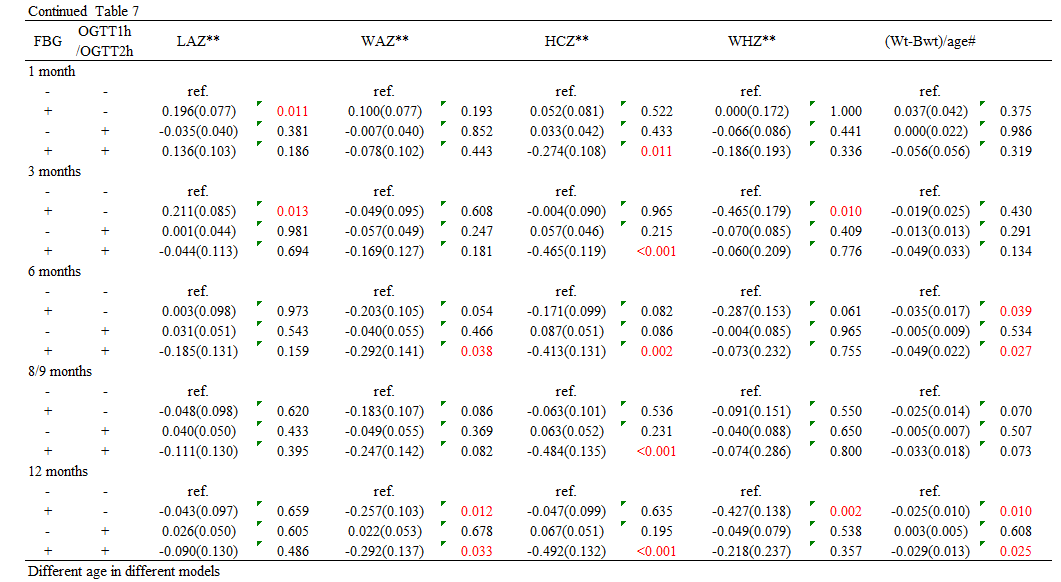 Continued Table 7
FBG OGTT1h /OGTT2h LAZ** WAZ** HCZ** WHZ** (Wt-Bwt)/age#
1 month
- - ref. ref. ref. ref. ref.
+ - 0.196(0.077) 0.011 0.100(0.077) 0.193 0.052(0.081) 0.522 0.000(0.172) 1.000 0.037(0.042) 0.375
- + -0.035(0.040) 0.381 -0.007(0.040) 0.852 0.033(0.042) 0.433 -0.066(0.086) 0.441 0.000(0.022) 0.986
+ + 0.136(0.103) 0.186 -0.078(0.102) 0.443 -0.274(0.108) 0.011 -0.186(0.193) 0.336 -0.056(0.056) 0.319
3 months
- - ref. ref. ref. ref. ref.
+ - 0.211(0.085) 0.013 -0.049(0.095) 0.608 -0.004(0.090) 0.965 -0.465(0.179) 0.010 -0.019(0.025) 0.430
- + 0.001(0.044) 0.981 -0.057(0.049) 0.247 0.057(0.046) 0.215 -0.070(0.085) 0.409 -0.013(0.013) 0.291
+ + -0.044(0.113) 0.694 -0.169(0.127) 0.181 -0.465(0.119) <0.001 -0.060(0.209) 0.776 -0.049(0.033) 0.134
6 months
- - ref. ref. ref. ref. ref.
+ - 0.003(0.098) 0.973 -0.203(0.105) 0.054 -0.171(0.099) 0.082 -0.287(0.153) 0.061 -0.035(0.017) 0.039
- + 0.031(0.051) 0.543 -0.040(0.055) 0.466 0.087(0.051) 0.086 -0.004(0.085) 0.965 -0.005(0.009) 0.534
+ + -0.185(0.131) 0.159 -0.292(0.141) 0.038 -0.413(0.131) 0.002 -0.073(0.232) 0.755 -0.049(0.022) 0.027
8/9 months
- - ref. ref. ref. ref. ref.
+ - -0.048(0.098) 0.620 -0.183(0.107) 0.086 -0.063(0.101) 0.536 -0.091(0.151) 0.550 -0.025(0.014) 0.070
- + 0.040(0.050) 0.433 -0.049(0.055) 0.369 0.063(0.052) 0.231 -0.040(0.088) 0.650 -0.005(0.007) 0.507
+ + -0.111(0.130) 0.395 -0.247(0.142) 0.082 -0.484(0.135) <0.001 -0.074(0.286) 0.800 -0.033(0.018) 0.073
12 months
- - ref. ref. ref. ref. ref.
+ - -0.043(0.097) 0.659 -0.257(0.103) 0.012 -0.047(0.099) 0.635 -0.427(0.138) 0.002 -0.025(0.010) 0.010
- + 0.026(0.050) 0.605 0.022(0.053) 0.678 0.067(0.051) 0.195 -0.049(0.079) 0.538 0.003(0.005) 0.608
+ + -0.090(0.130) 0.486 -0.292(0.137) 0.033 -0.492(0.132) <0.001 -0.218(0.237) 0.357 -0.029(0.013) 0.025
Different age in different models